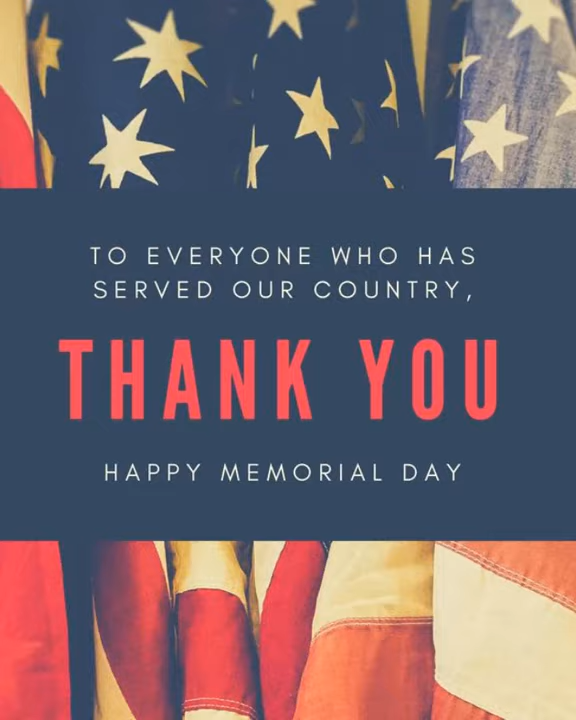 TO EVERYONE WHO HAS
SERVED OUR COUNTRY,
THANK YOU
HAPPY MEMORIAL DAY